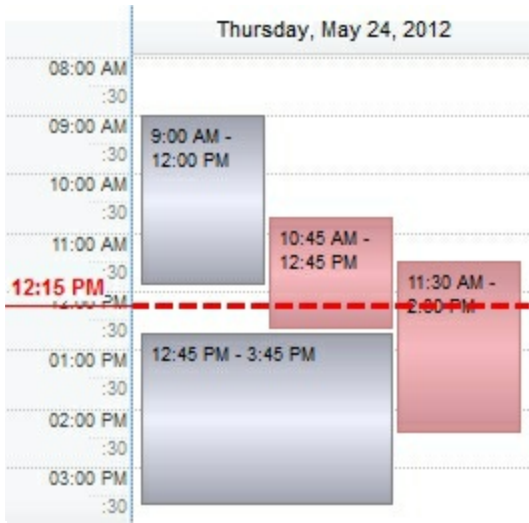 Thursday, May 24, 2012
08:00 AM
:30
09:00 AM
:30
10:00 AM
:30
11:00 AM
:30
12:15 PM
12:00 PM
:30
01:00 PM
:30
02:00 PM
:30
03:00 PM
:30
9:00 AM -
12:00 PM
10:45 AM -
12:45 PM
11:30 AM -
12:45 PM - 3:45 PM